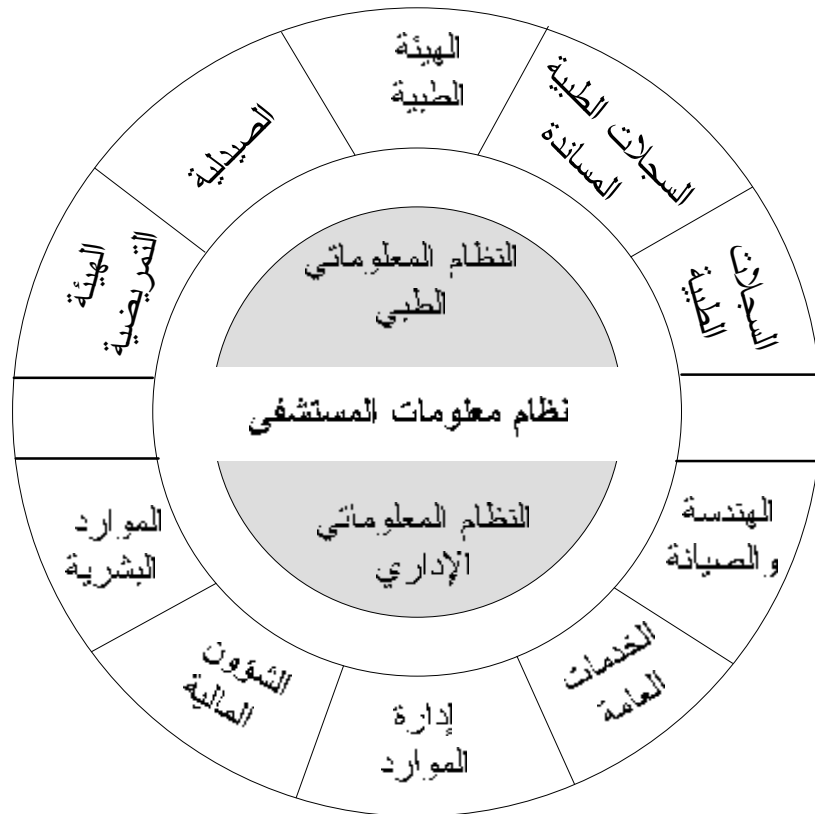 الهيئة
الطبية
السجلات الطبية
المساندة
السجلات
الطبية
الصيدلية
الهيئة
التمريضية
النظام المعلوماتي
الطبي
نظام معلومات المستشفى
النظام المعلوماتي
الإداري
الهندسة
والصيانة
الخدمات
العامة
إدارة
الموارد
الشؤون
المالية
الموارد
البشرية